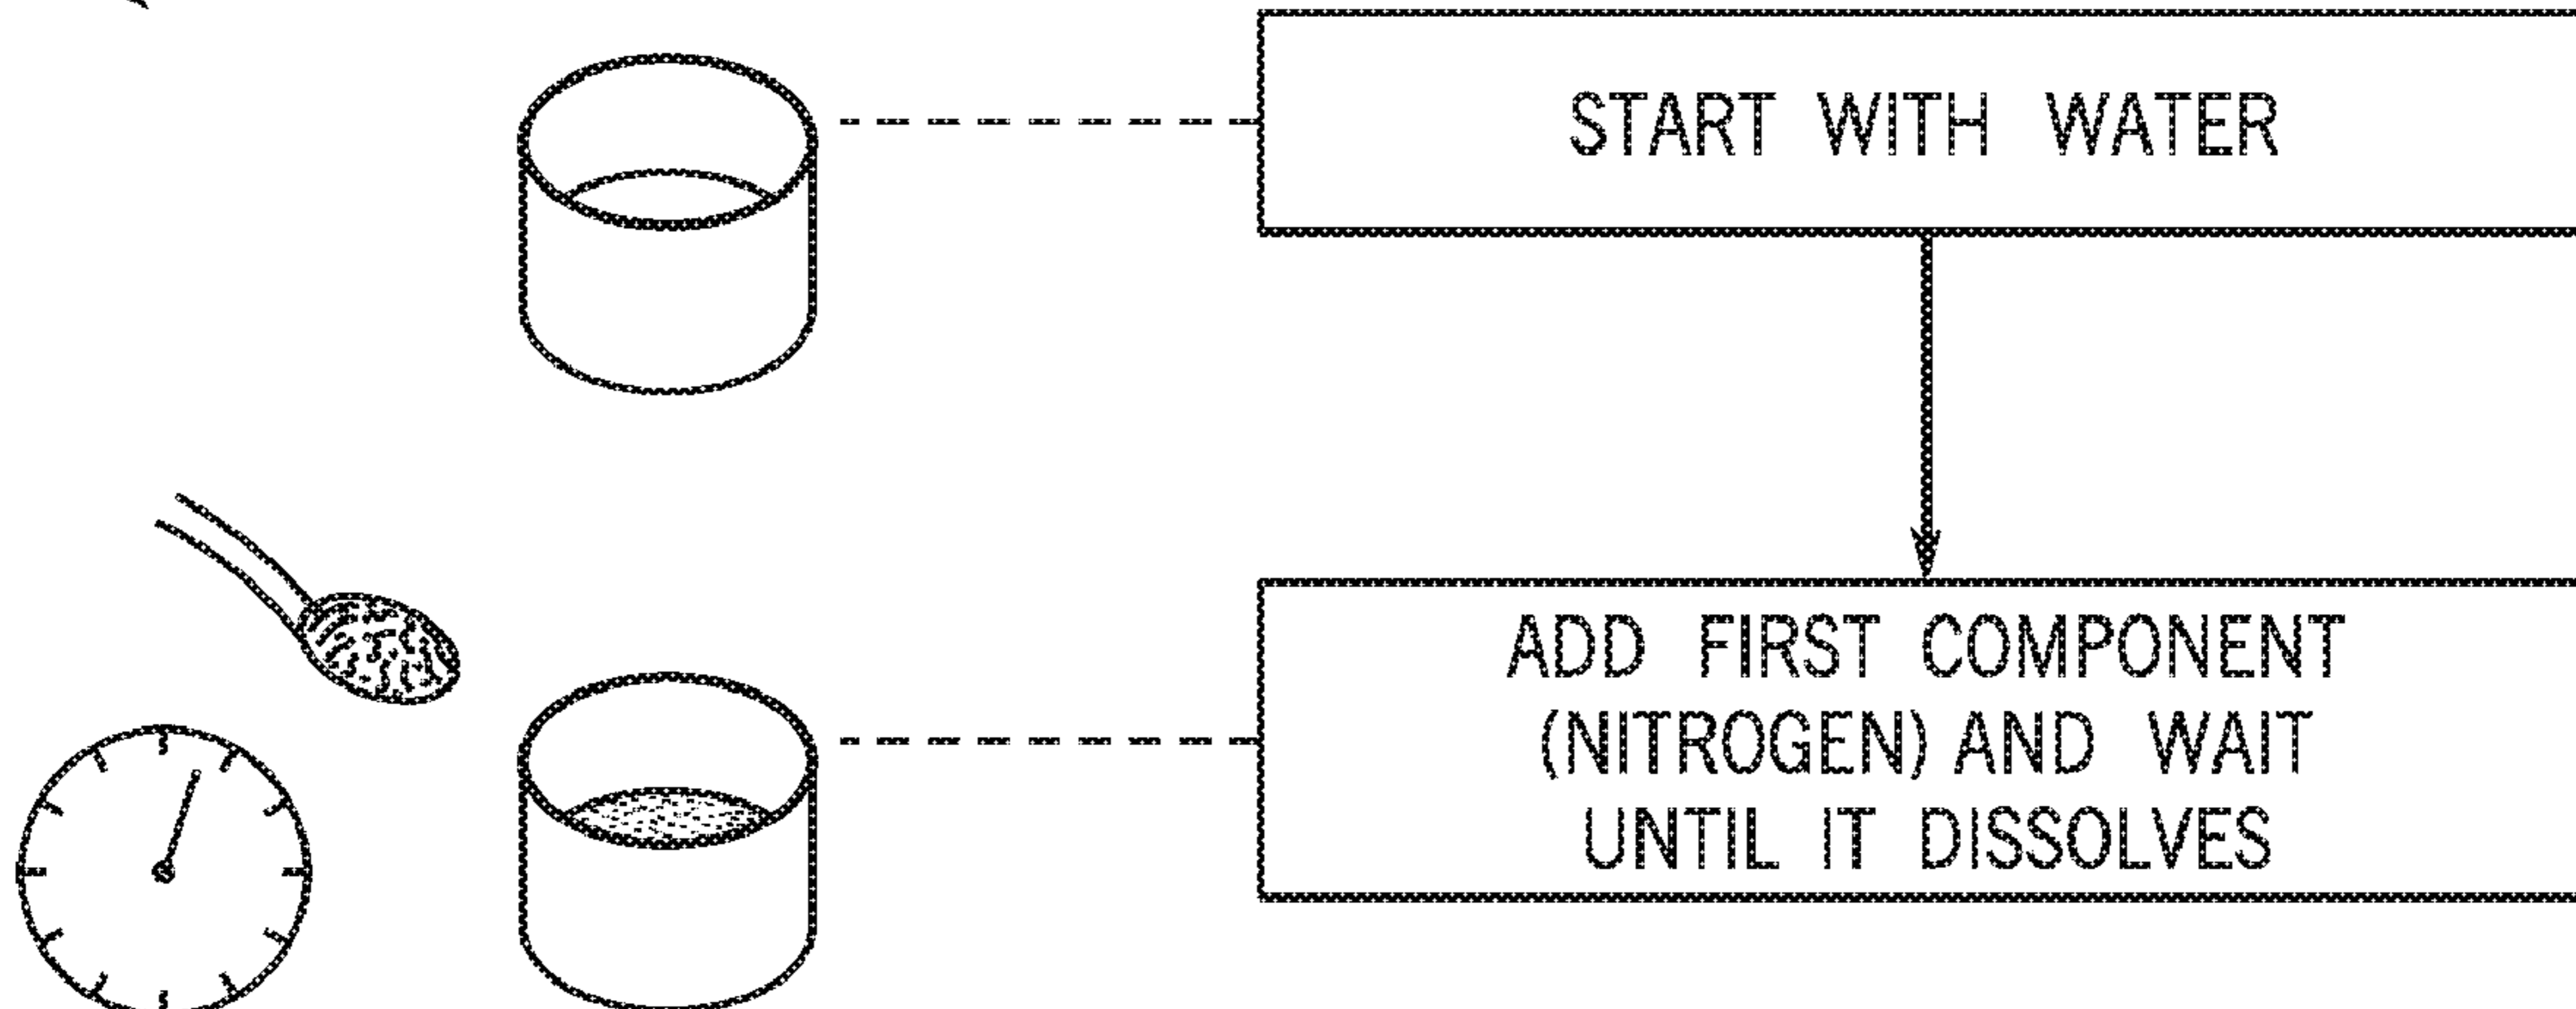 START WITH WATER
ADD FIRST COMPONENT
(NITROGEN) AND WAIT
UNTIL IT DISSOLVES